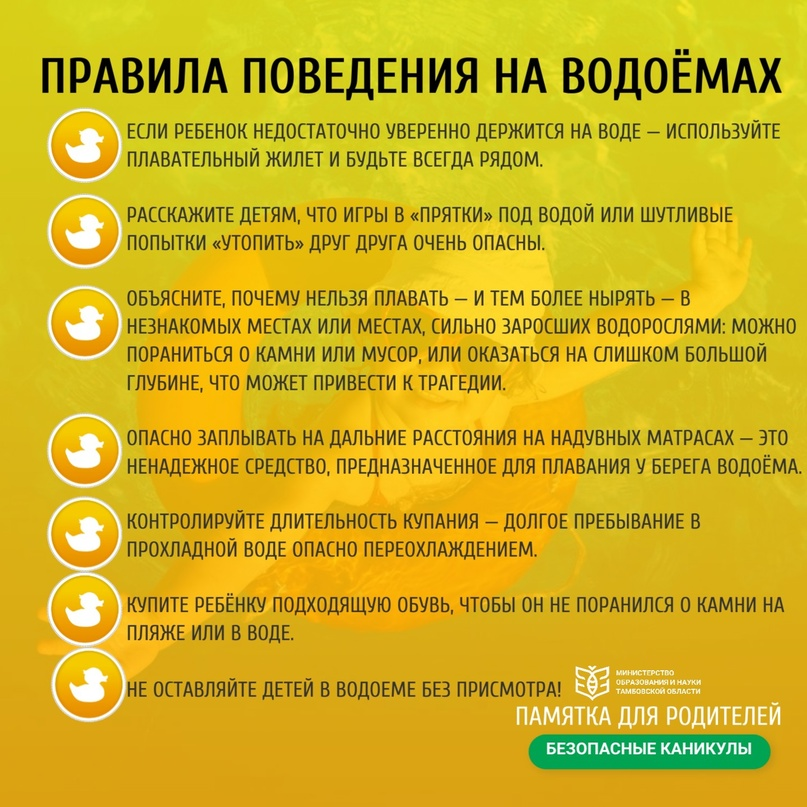 ПРАВИЛА ПОВЕДЕНИЯ НА ВОДОЁМАХ
ЕСЛИ РЕБЕНОК НЕДОСТАТОЧНО УВЕРЕННО ДЕРЖИТСЯ НА ВОДЕ — ИСПОЛЬЗУЙТЕ
ПЛАВАТЕЛЬНЫЙ ЖИЛЕТ И БУДЬТЕ ВСЕГДА РЯДОМ.
РАССКАЖИТЕ ДЕТЯМ, ЧТО ИГРЫ В «ПРЯТКИ» ПОД ВОДОЙ ИЛИ ШУТЛИВЫЕ
ПОПЫТКИ «УТОПИТЬ» ДРУГ ДРУГА ОЧЕНЬ ОПАСНЫ.
ОБЪЯСНИТЕ, ПОЧЕМУ НЕЛЬЗЯ ПЛАВАТЬ — И ТЕМ БОЛЕЕ НЫРЯТЬ — В
НЕЗНАКОМЫХ МЕСТАХ ИЛИ МЕСТАХ, СИЛЬНО ЗАРОСШИХ ВОДОРОСЛЯМИ: МОЖНО
ПОРАНИТЬСЯ О КАМНИ ИЛИ МУСОР, ИЛИ ОКАЗАТЬСЯ НА СЛИШКОМ БОЛЬШОЙ
ГЛУБИНЕ, ЧТО МОЖЕТ ПРИВЕСТИ К ТРАГЕДИИ.
ОПАСНО ЗАПЛЫВАТЬ НА ДАЛЬНИЕ РАССТОЯНИЯ НА НАДУВНЫХ МАТРАСАХ — ЭТО
НЕНАДЕЖНОЕ СРЕДСТВО, ПРЕДНАЗНАЧЕННОЕ ДЛЯ ПЛАВАНИЯ У БЕРЕГА ВОДОЁМА.
КОНТРОЛИРУЙТЕ ДЛИТЕЛЬНОСТЬ КУПАНИЯ — ДОЛГОЕ ПРЕБЫВАНИЕ В
ПРОХЛАДНОЙ ВОДЕ ОПАСНО ПЕРЕОХЛАЖДЕНИЕМ.
КУПИТЕ РЕБЁНКУ ПОДХОДЯЩУЮ ОБУВЬ, ЧТОБЫ ОН НЕ ПОРАНИЛСЯ О КАМНИ НА
ПЛЯЖЕ ИЛИ В ВОДЕ.
НЕ ОСТАВЛЯЙТЕ ДЕТЕЙ В ВОДОЕМЕ БЕЗ ПРИСМОТРА!
МИНИСТЕРСТВО
ОБРАЗОВАНИЯ И НАУКИ
ТАМБОВСКОЙ ОБЛАСТИ
ПАМЯТКА ДЛЯ РОДИТЕЛЕЙ
БЕЗОПАСНЫЕ КАНИКУЛЫ